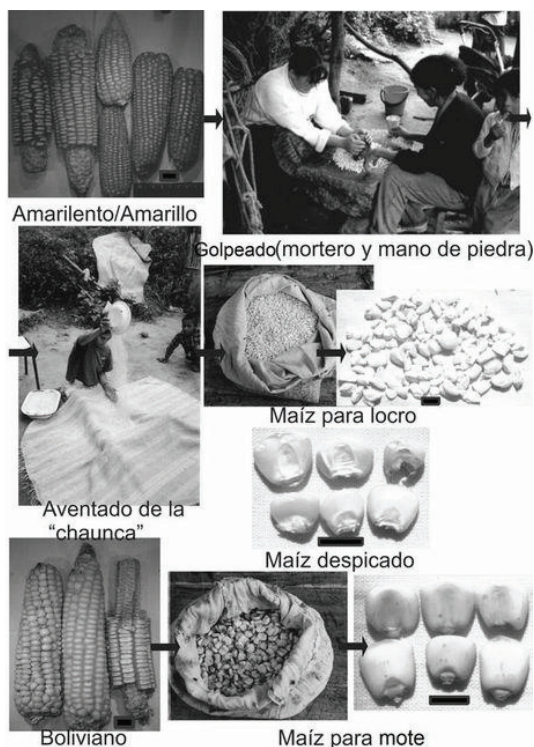 Amarilento/Amarillo
Golpeado(mortero y mano de piedra)
Maíz para locro
Aventado de la
“chaunca”
Maíz despicado
Boliviano
Maíz para mote